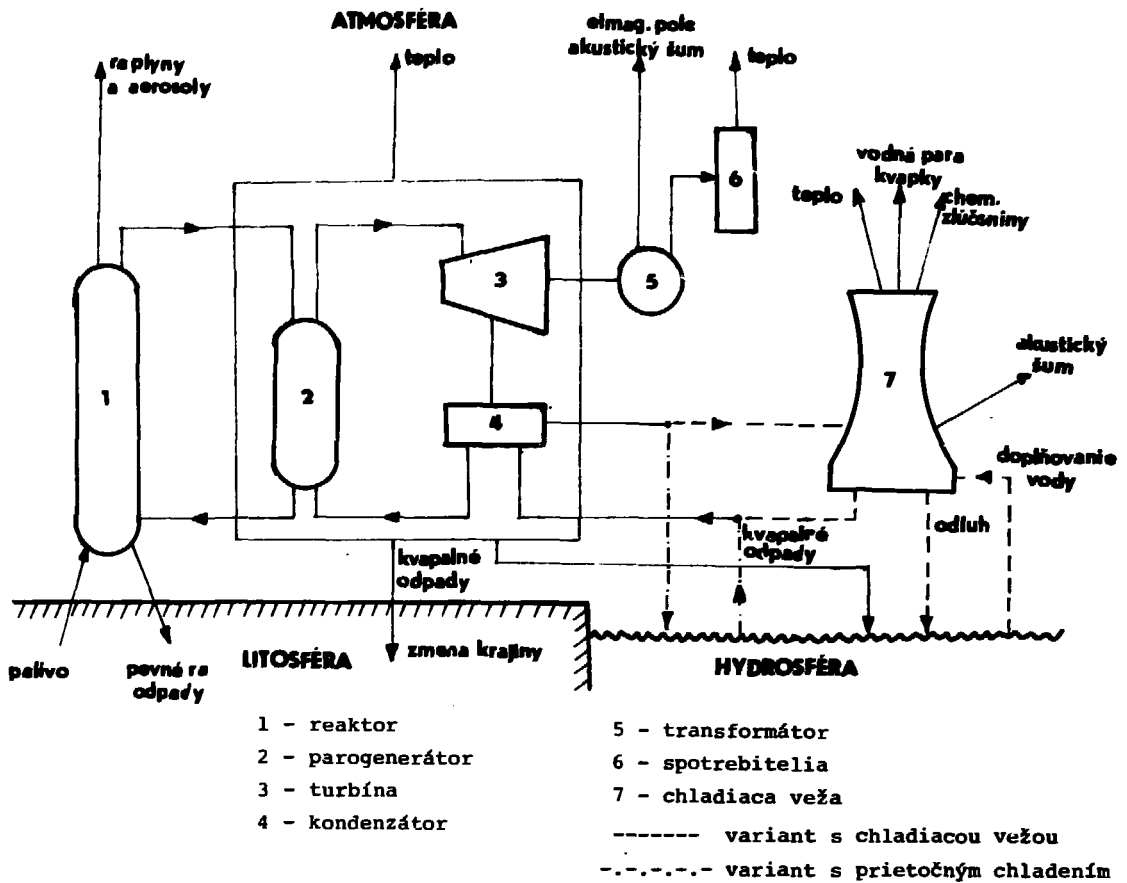 ATMOSFÉRA
elmag. pole
akustický šum
raplyny
a aerosoly
teplo
teplo
vodná para
kvapky
teplo
chem.
zlúčeniny
6
5
3
akustický
šum
7
1
2
4
doplňovanie
vody
odluh
kvapalné
odpady
kvapalné
odpady
palivo
pevné ra
odpady
LITOSFÉRA
zmena krajiny
HYDROSFÉRA
1 - reaktor
2 - parogenerátor
3 - turbína
4 - kondenzátor
5 - transformátor
6 - spotrebitelia
7 - chladiaca veža
------- variant s chladiacou vežou
-.-.-.-.- variant s prietočným chladením